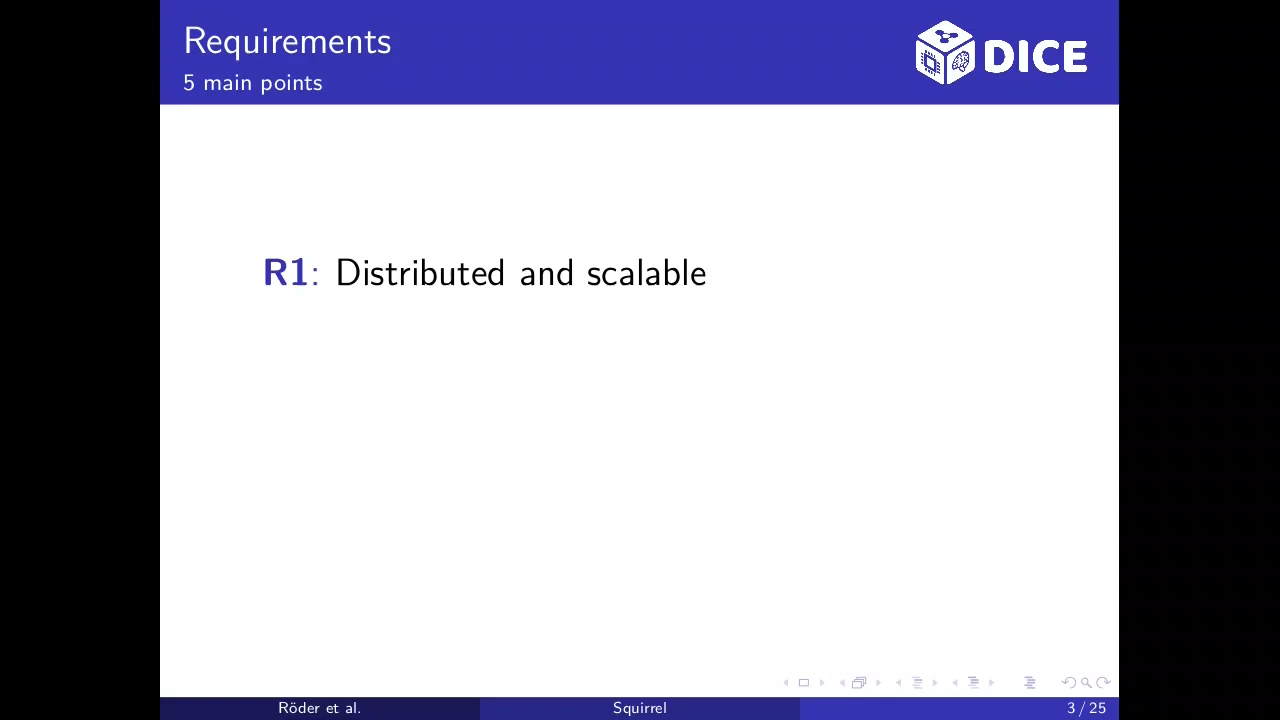 Requirements
5 main points
DICE
R1: Distributed and scalable
Röder et al.
Squirrel
3 / 25